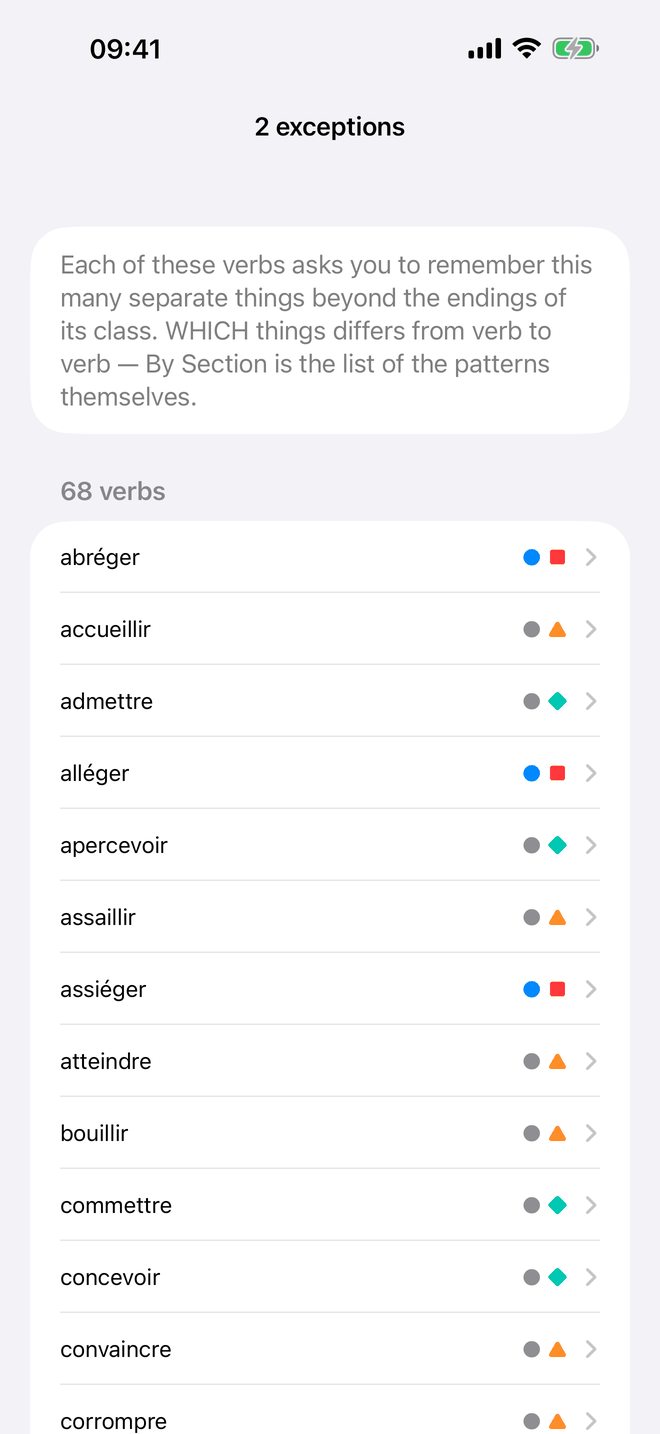 09:41
2 exceptions
Each of these verbs asks you to remember this
many separate things beyond the endings of
its class. WHICH things differs from verb to
verb — By Section is the list of the patterns
themselves.
68 verbs
abréger
accueillir
admettre
alléger
apercevoir
assaillir
assiéger
atteindre
bouillir
commettre
concevoir
convaincre
corrompre